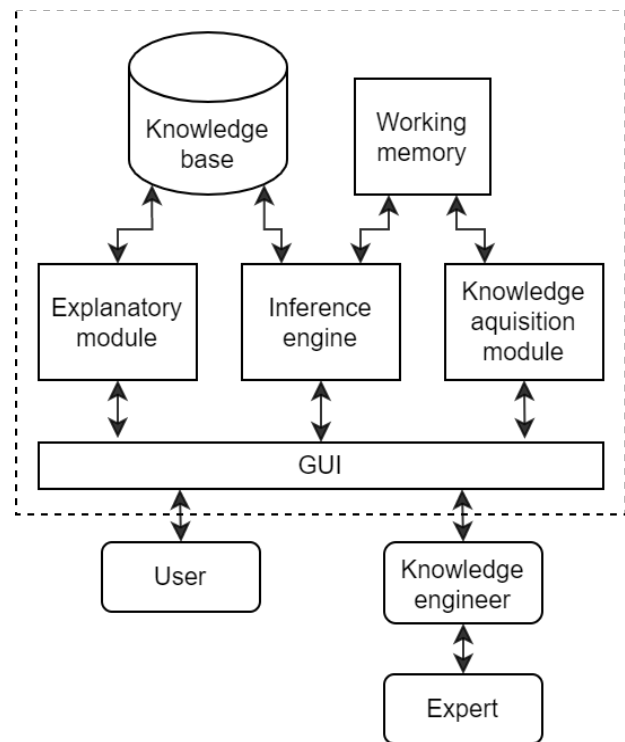 Knowledge
base
Working
memory
Explanatory
module
Inference
engine
Knowledge
aquisition
module
GUI
User
Knowledge
engineer
Expert